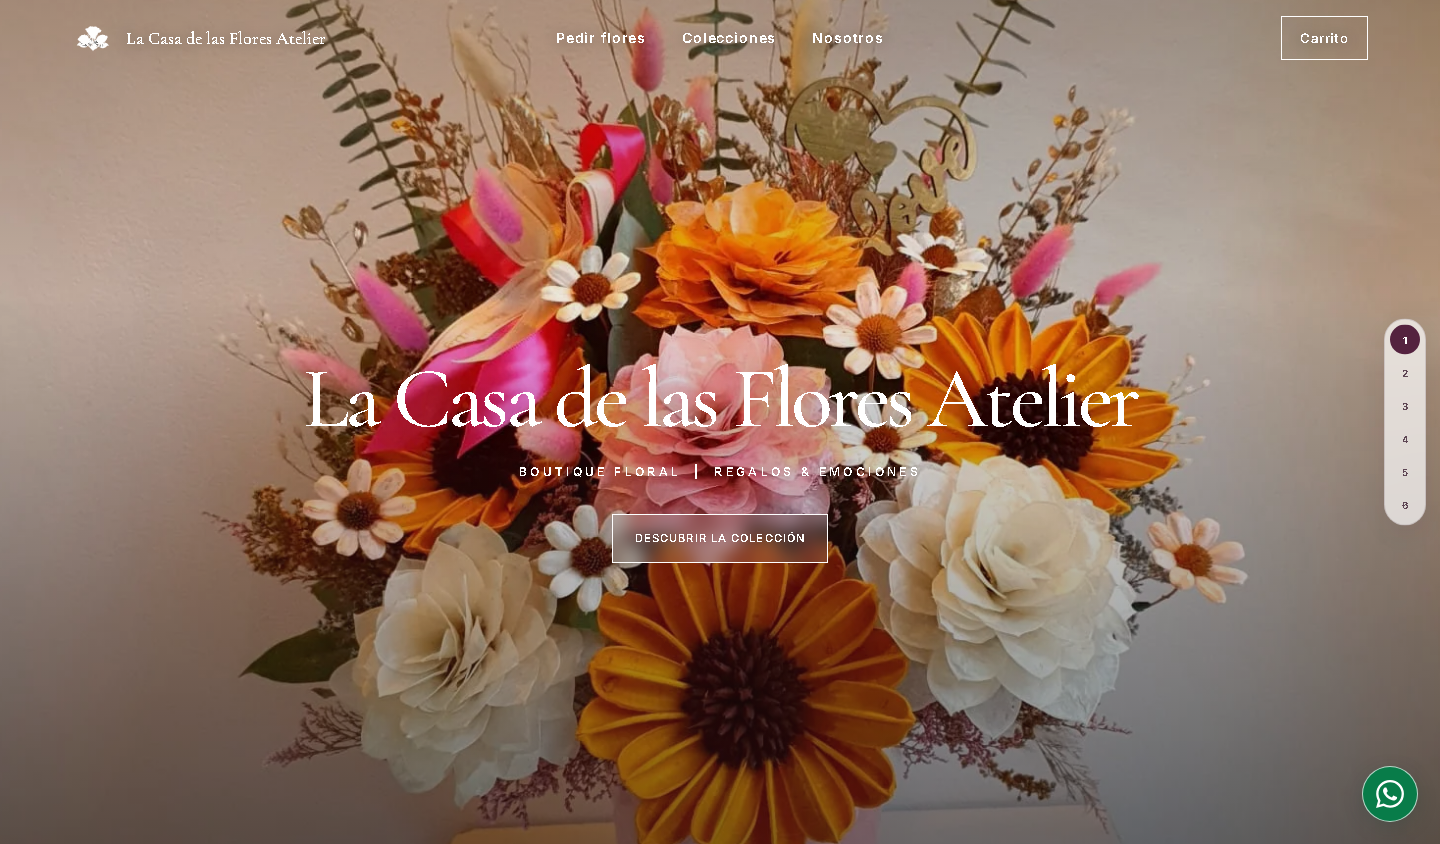 La Casa de las Flores Atelier
Pedir flores
Colecciones
Nosotros
Carrito
La Casa de las Flores Atelier
BOUTIQUE FLORAL | REGALOS & EMOCIONES
DESCUBRIR LA COLECCIÓN
1
2
3
4
5
6